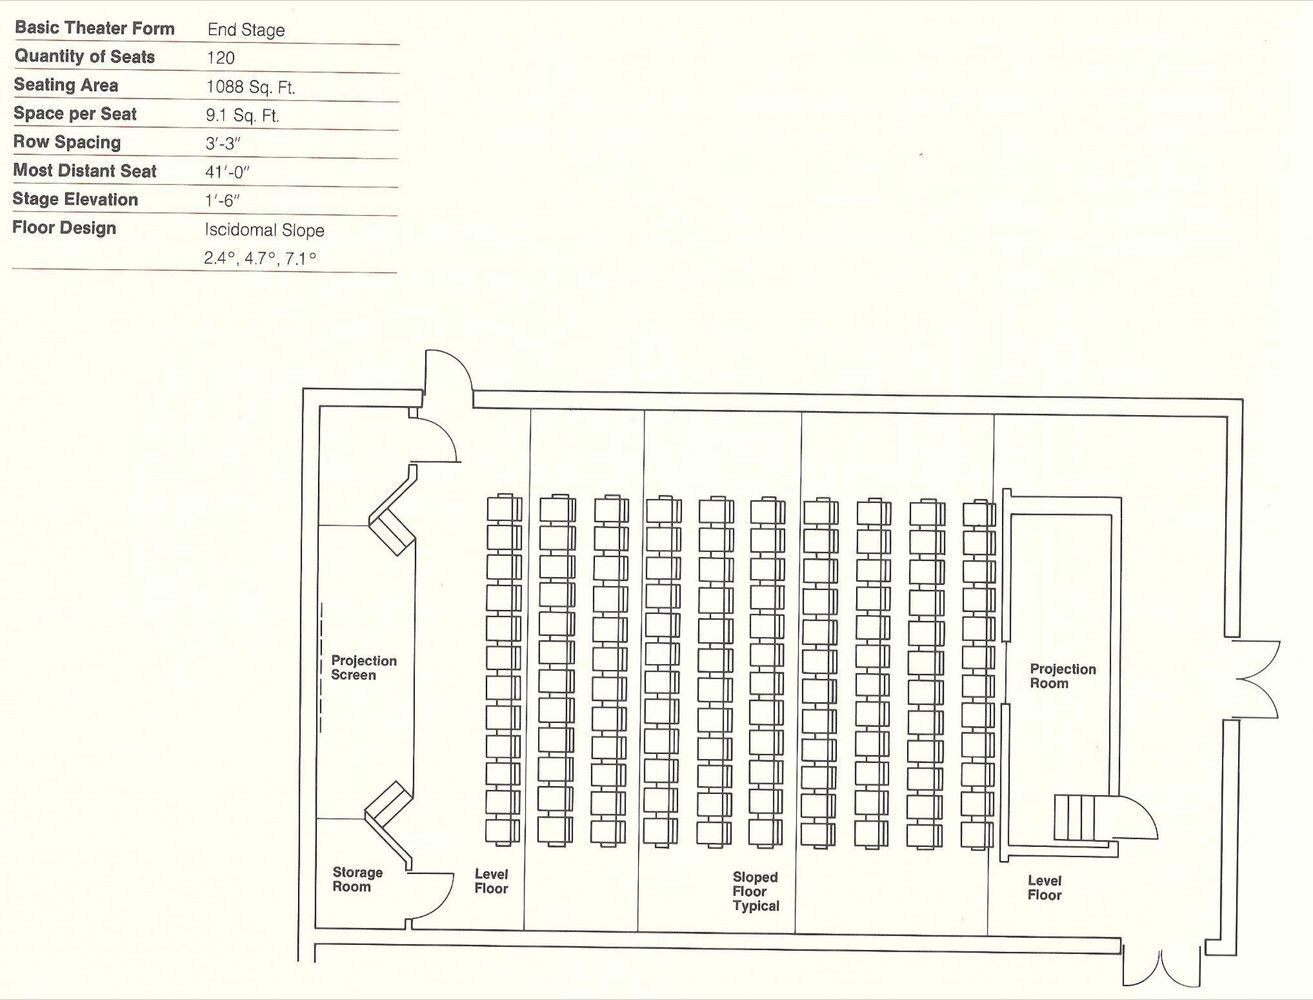 Basic Theater Form End Stage
Quantity of Seats 120
Seating Area 1088 Sq. Ft.
Space per Seat 9.1 Sq. Ft.
Row Spacing 3'-3"
Most Distant Seat 41'-0"
Stage Elevation 1'-6"
Floor Design Iscidomal Slope
2.4°, 4.7°, 7.1°
Projection
Screen
Projection
Room
Storage
Room
Level
Floor
Sloped
Floor
Typical
Level
Floor